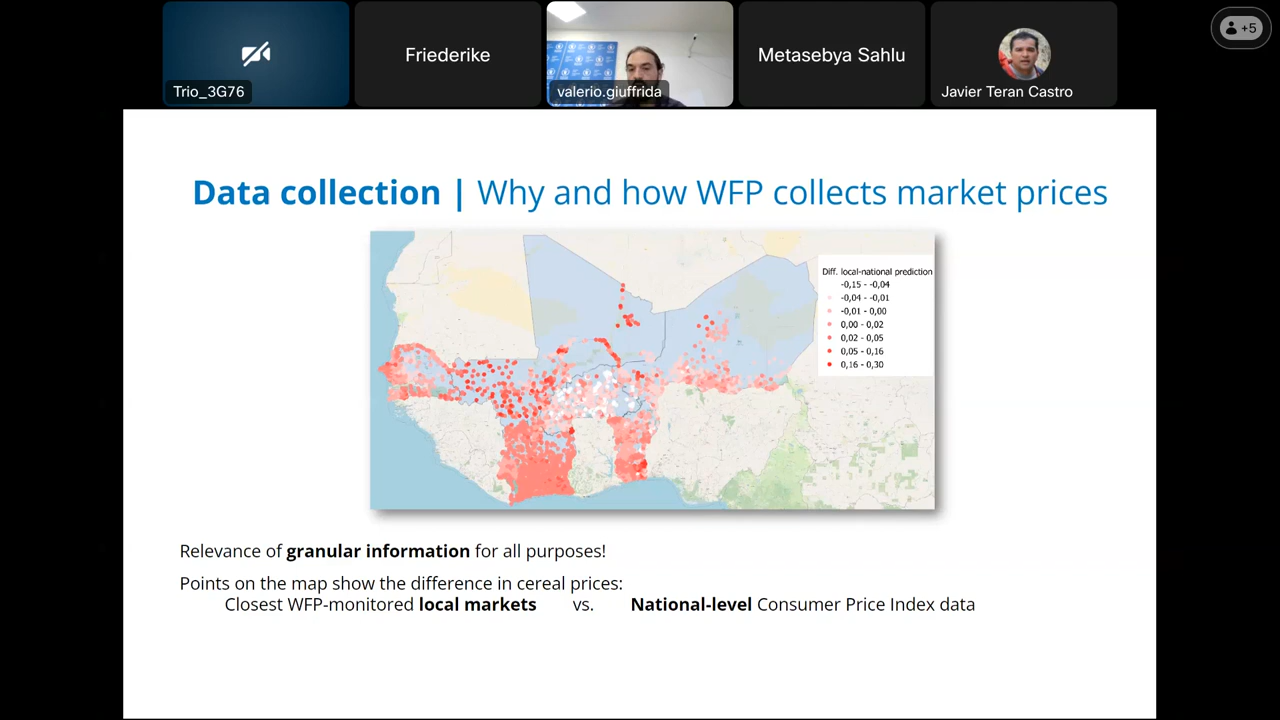 +5
Trio_3G76
Friederike
valerio.giuffrida
Metasebya Sahlu
Javier Teran Castro
Data collection | Why and how WFP collects market prices
Diff. local-national prediction
-0,15 - -0,04
-0,04 - -0,01
-0,01 - 0,00
0,00 - 0,02
0,02 - 0,05
0,05 - 0,16
0,16 - 0,30
Relevance of granular information for all purposes!
Points on the map show the difference in cereal prices:
Closest WFP-monitored local markets vs. National-level Consumer Price Index data